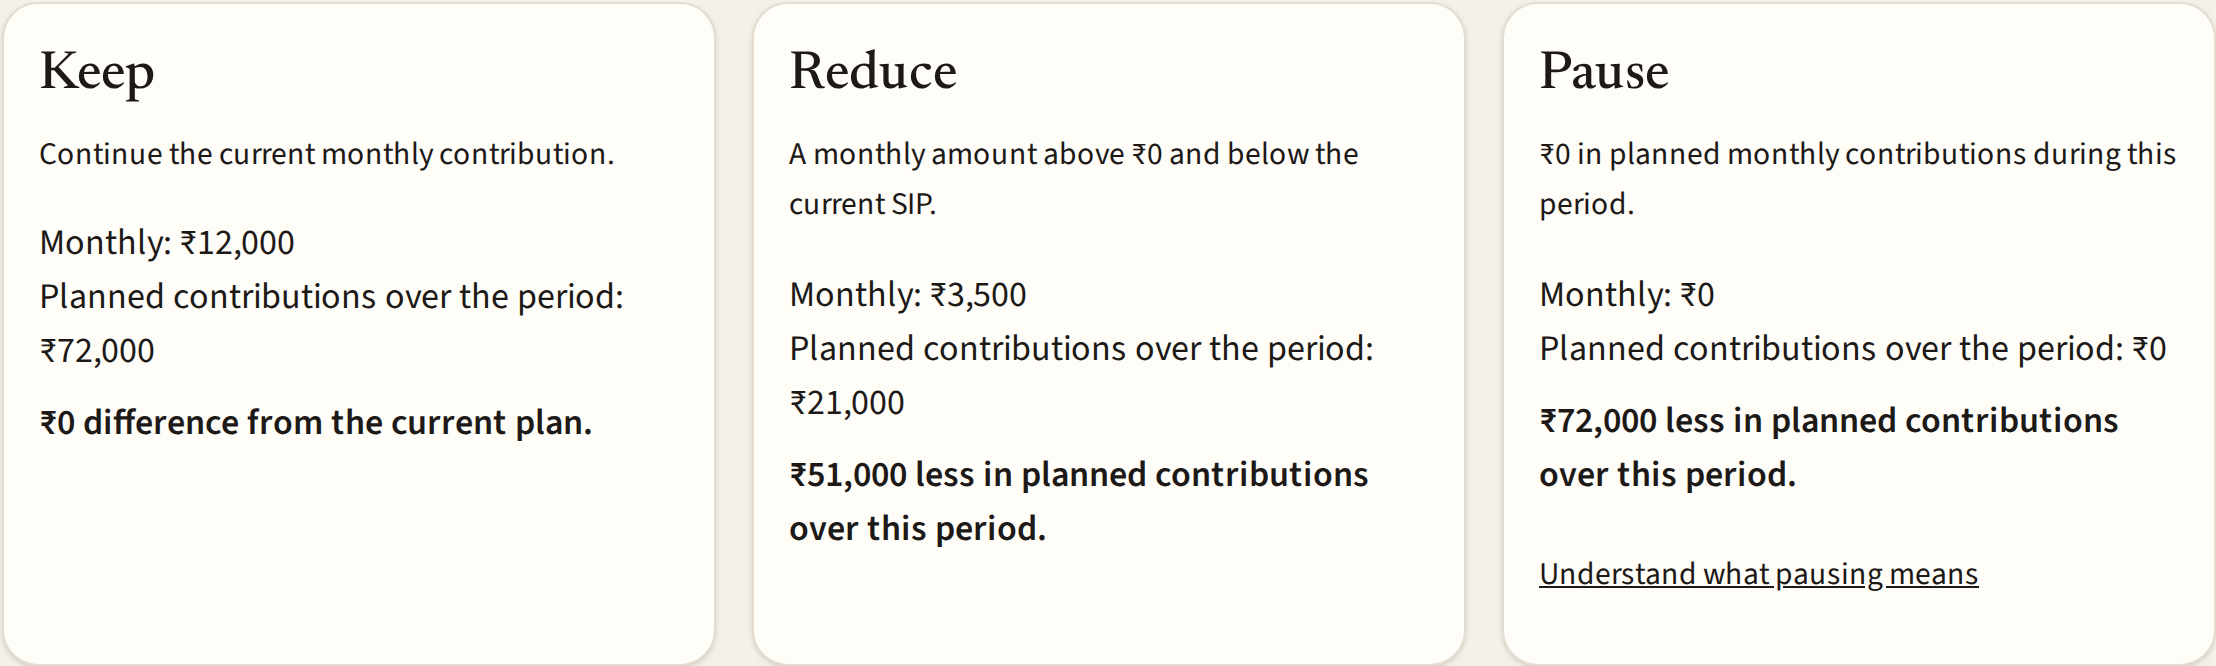 Keep
Continue the current monthly contribution.
Monthly: ₹12,000
Planned contributions over the period:
₹72,000
₹0 difference from the current plan.
Reduce
A monthly amount above ₹0 and below the
current SIP.
Monthly: ₹3,500
Planned contributions over the period:
₹21,000
₹51,000 less in planned contributions
over this period.
Pause
₹0 in planned monthly contributions during this
period.
Monthly: ₹0
Planned contributions over the period: ₹0
₹72,000 less in planned contributions
over this period.
Understand what pausing means